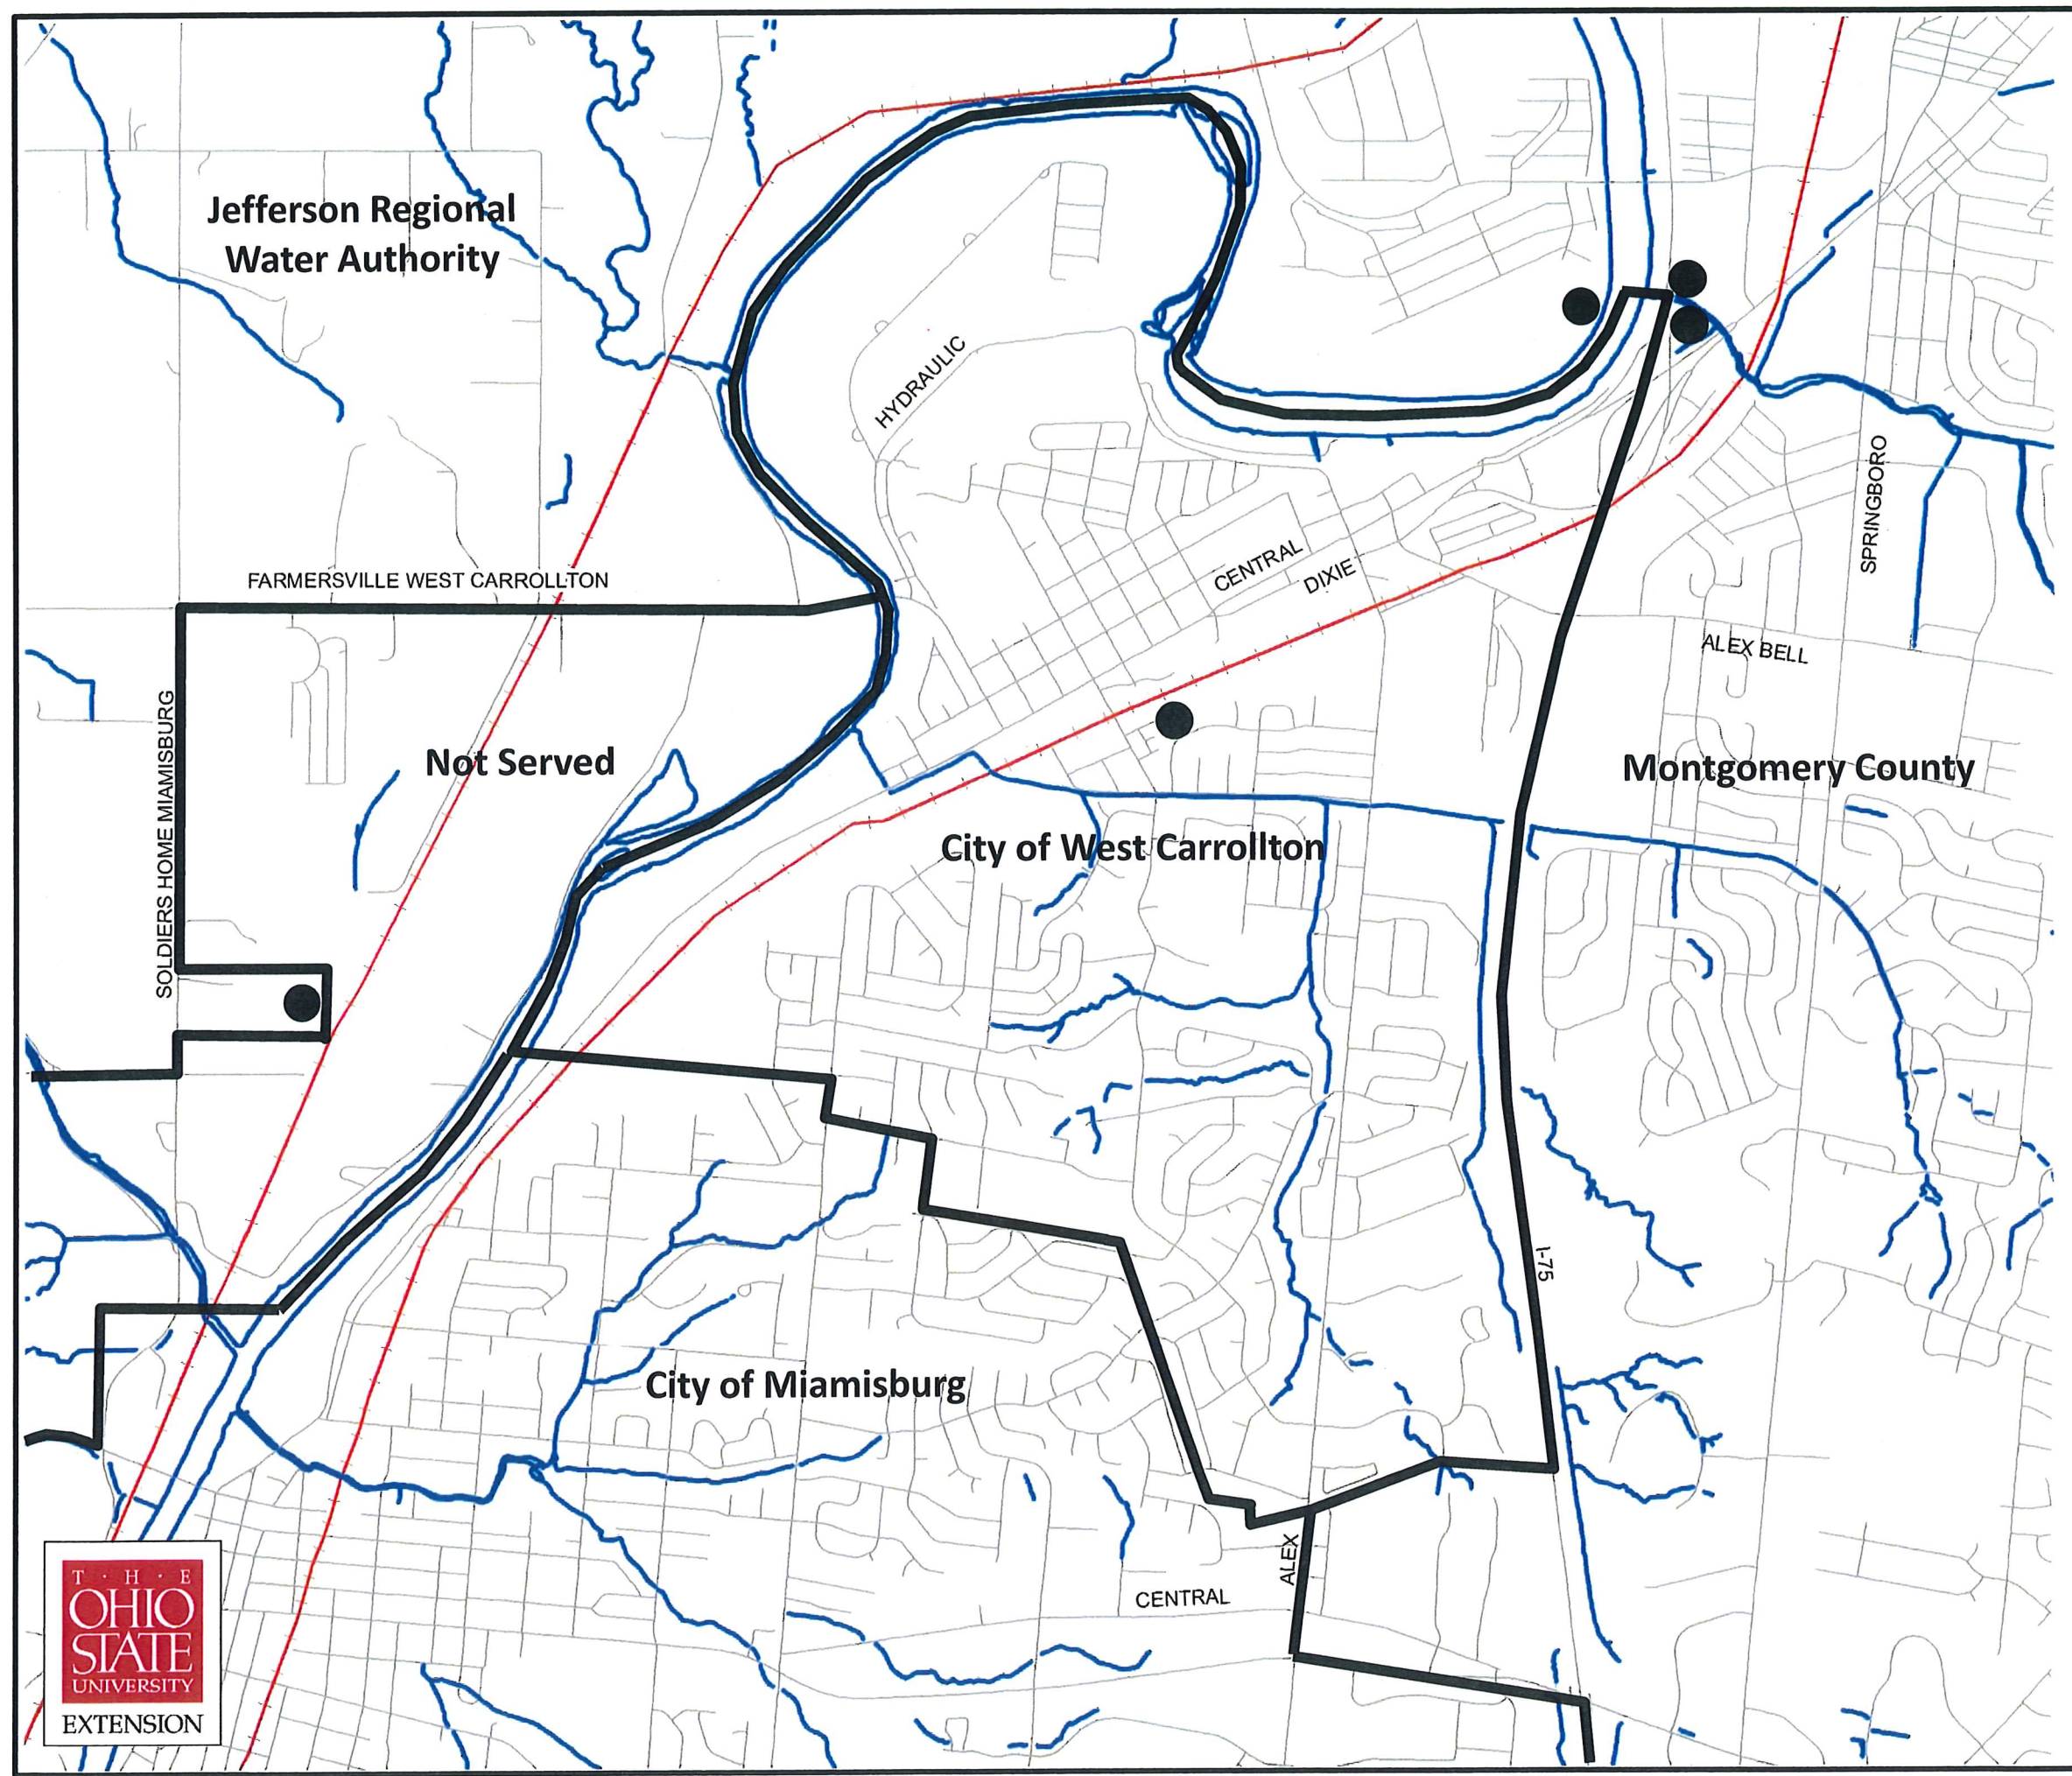 Jefferson Regional
Water Authority
HYDRAULIC
SPRINGBORO
CENTRAL
DIXIE
FARMERSVILLE WEST CARROLLTON
ALEX BELL
SOLDIERS HOME MIAMISBURG
Not Served
Montgomery County
City of West Carrollton
I-75
City of Miamisburg
ALEX
CENTRAL
T · H · E
OHIO
STATE
UNIVERSITY
EXTENSION